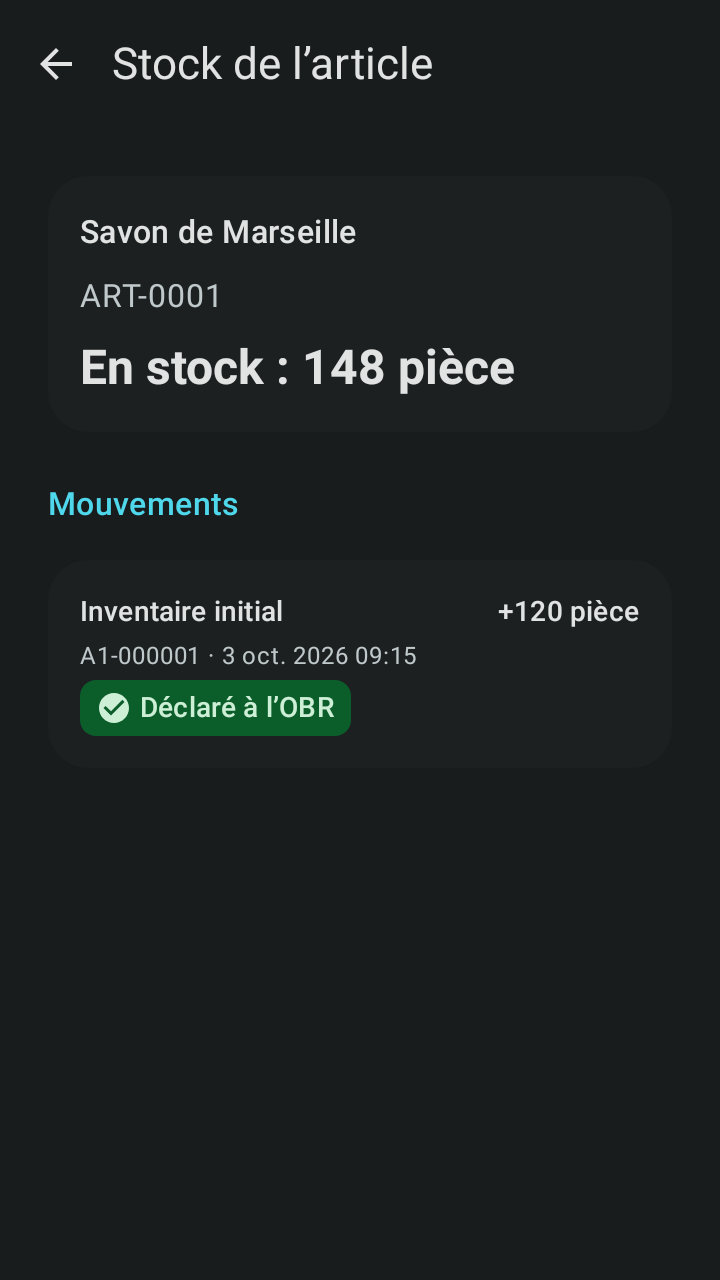 Stock de l’article
Savon de Marseille
ART-0001
En stock : 148 pièce
Mouvements
Inventaire initial +120 pièce
A1-000001 · 3 oct. 2026 09:15
Déclaré à l’OBR